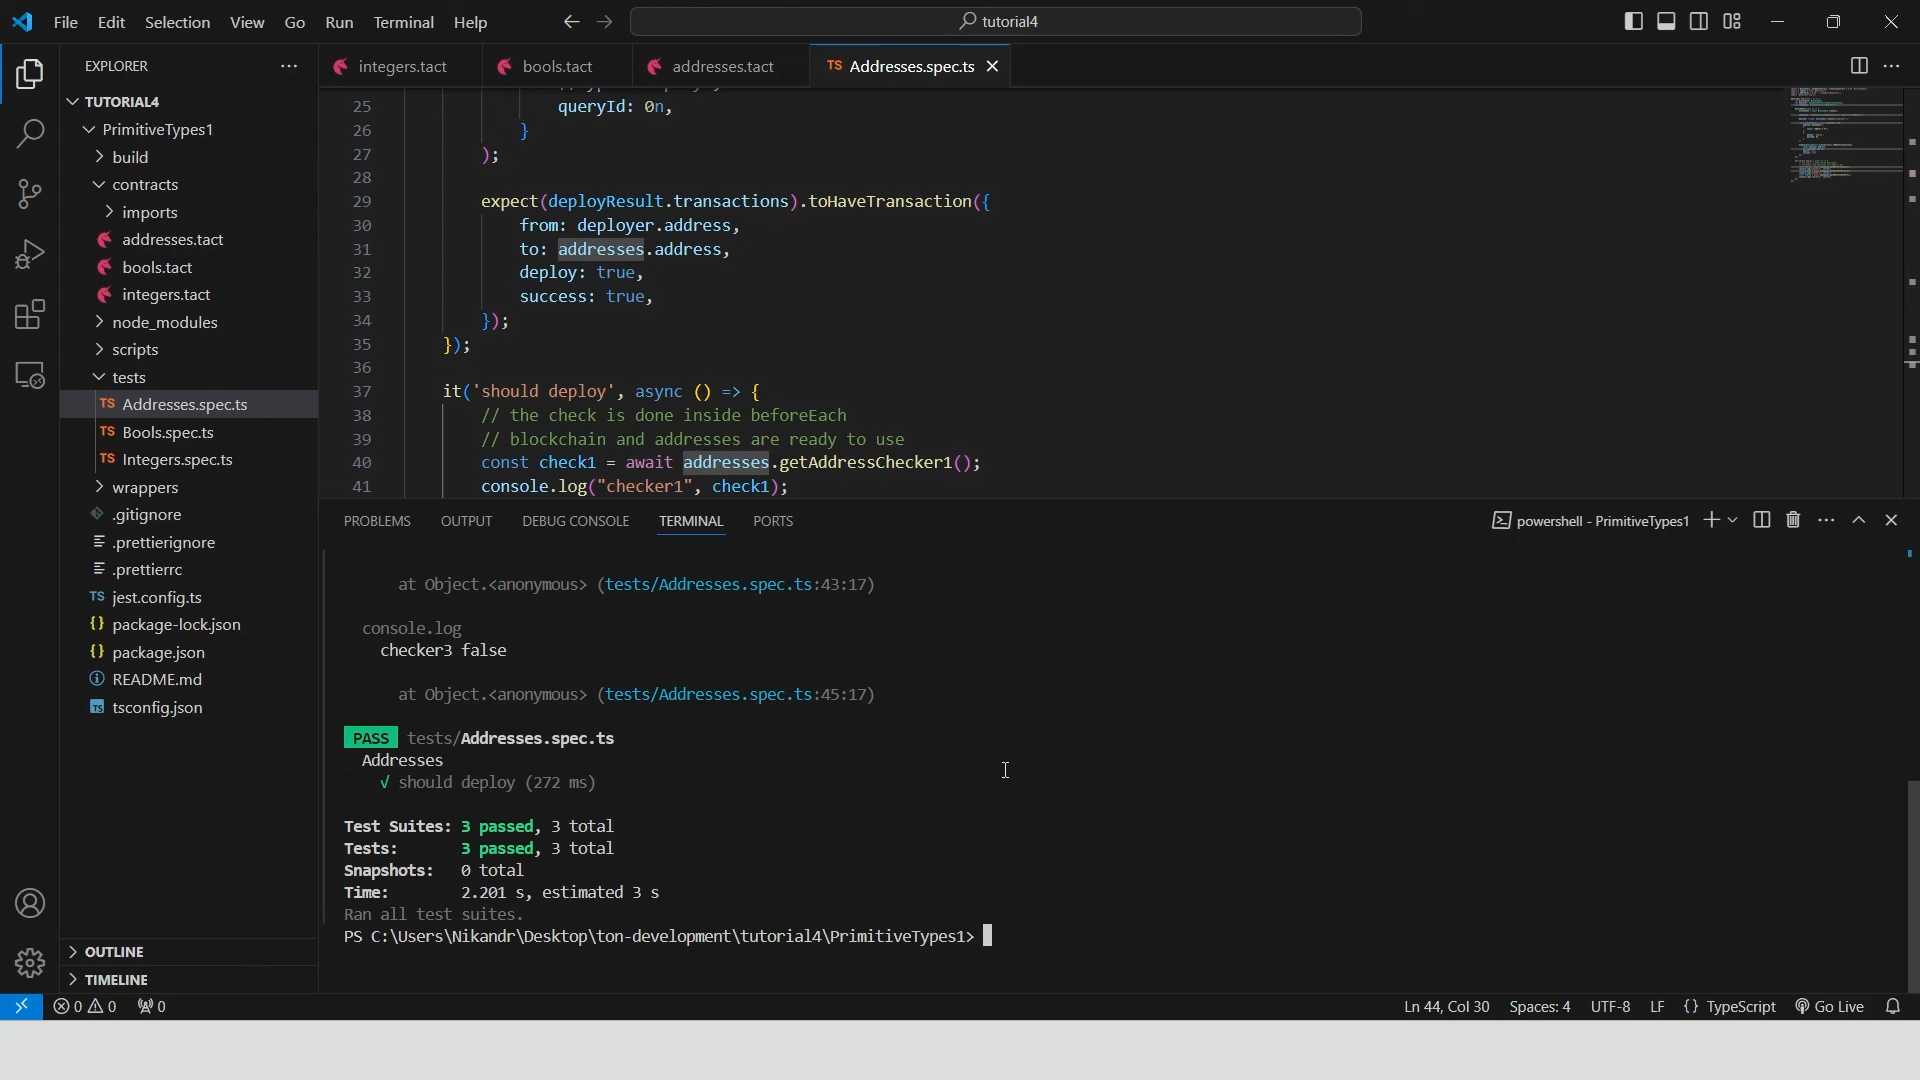 File Edit Selection View Go Run Terminal Help
tutorial4
EXPLORER
TUTORIAL4
PrimitiveTypes1
build
contracts
imports
addresses.tact
bools.tact
integers.tact
node_modules
scripts
tests
TS Addresses.spec.ts
TS Bools.spec.ts
TS Integers.spec.ts
wrappers
.gitignore
.prettierignore
.prettierrc
TS jest.config.ts
{} package-lock.json
{} package.json
README.md
TS tsconfig.json
OUTLINE
TIMELINE
integers.tact bools.tact addresses.tact TS Addresses.spec.ts
25 queryId: 0n,
26 }
27 );
28
29 expect(deployResult.transactions).toHaveTransaction({
30 from: deployer.address,
31 to: addresses.address,
32 deploy: true,
33 success: true,
34 });
35 });
36
37 it('should deploy', async () => {
38 // the check is done inside beforeEach
39 // blockchain and addresses are ready to use
40 const check1 = await addresses.getAddressChecker1();
41 console.log("checker1", check1);
PROBLEMS OUTPUT DEBUG CONSOLE TERMINAL PORTS
powershell - PrimitiveTypes1
at Object.<anonymous> (tests/Addresses.spec.ts:43:17)
console.log
checker3 false
at Object.<anonymous> (tests/Addresses.spec.ts:45:17)
PASS tests/Addresses.spec.ts
Addresses
√ should deploy (272 ms)
Test Suites: 3 passed, 3 total
Tests: 3 passed, 3 total
Snapshots: 0 total
Time: 2.201 s, estimated 3 s
Ran all test suites.
PS C:\Users\Nikandr\Desktop\ton-development\tutorial4\PrimitiveTypes1>
0 0 0
Ln 44, Col 30 Spaces: 4 UTF-8 LF {} TypeScript Go Live